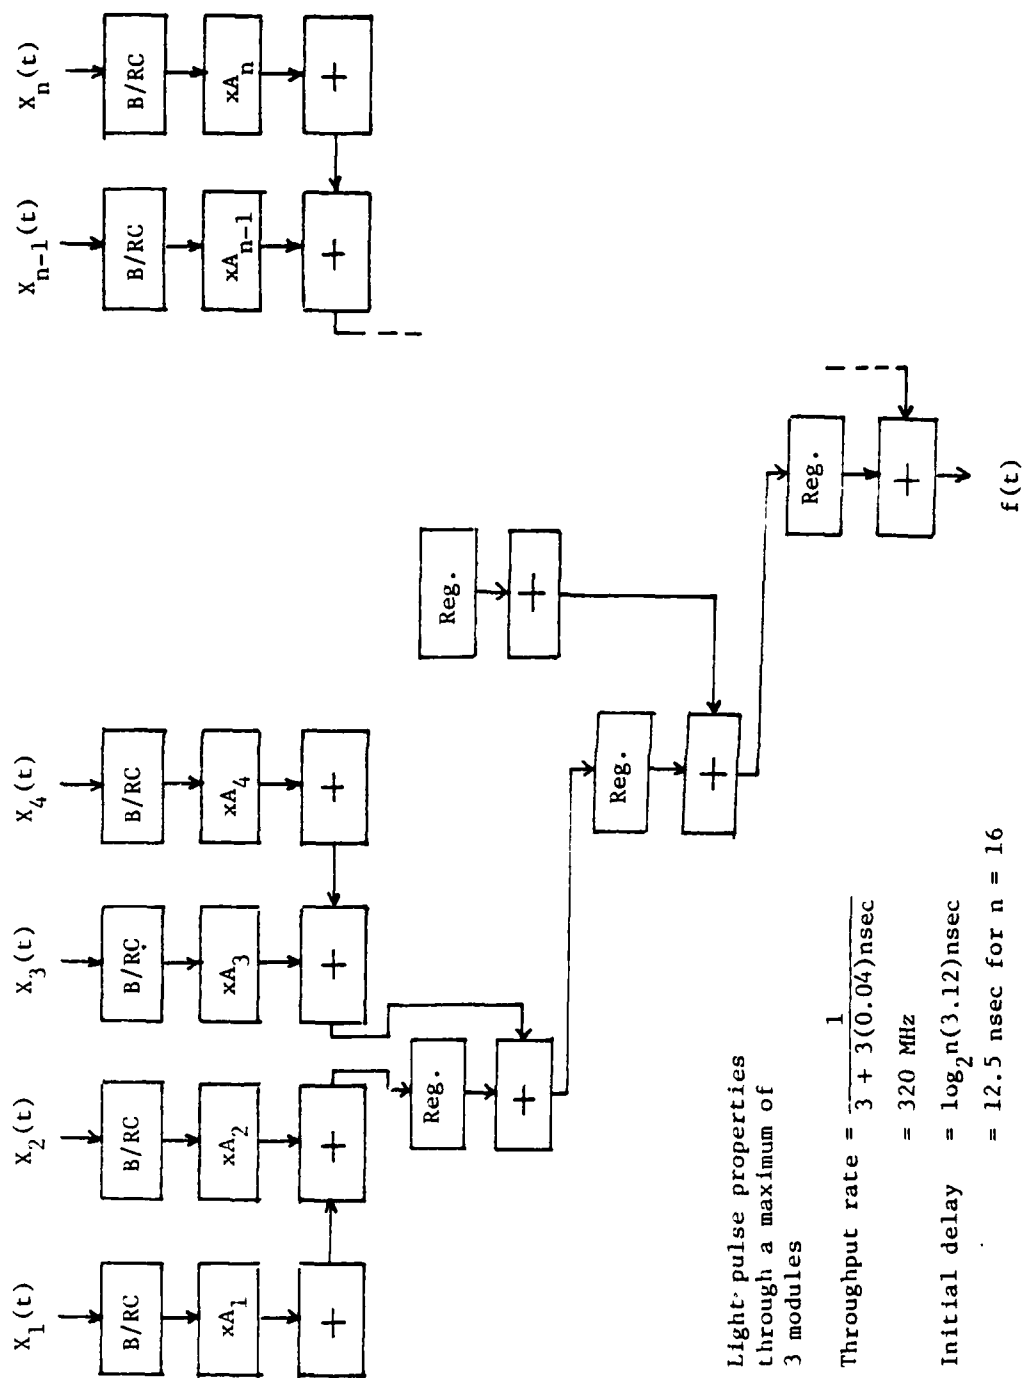 X1(t) X2(t) X3(t) X4(t) Xn-1(t) Xn(t)
B/RC B/RC B/RC B/RC B/RC B/RC
xA1 xA2 xA3 xA4 xAn-1 xAn
+ + + + + +
Reg. Reg.
+ +
Reg.
+
Reg.
+
f(t)
Light pulse properties
through a maximum of
3 modules
Throughput rate = 1 / 3 + 3(0.04)nsec
= 320 MHz
Initial delay = log2n(3.12)nsec
= 12.5 nsec for n = 16